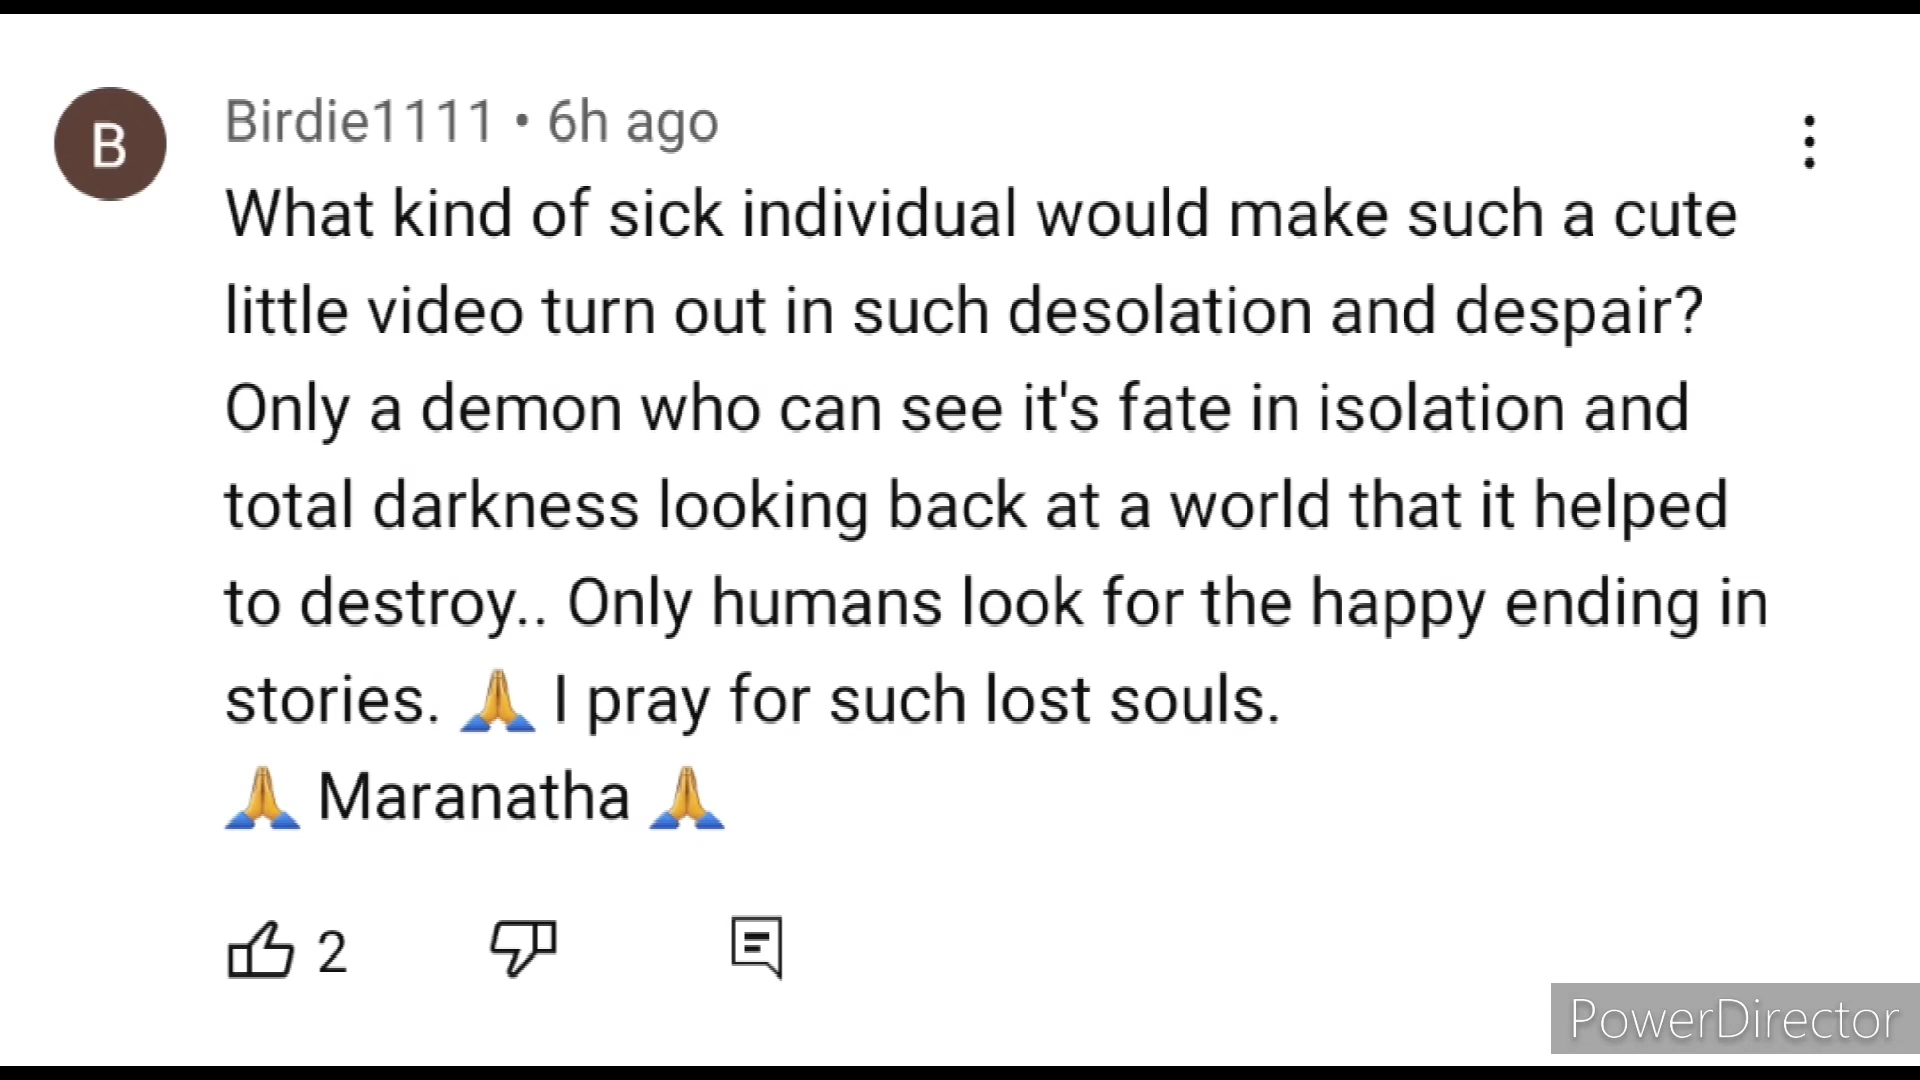 B
Birdie1111 • 6h ago
What kind of sick individual would make such a cute
little video turn out in such desolation and despair?
Only a demon who can see it's fate in isolation and
total darkness looking back at a world that it helped
to destroy.. Only humans look for the happy ending in
stories. 🙏 I pray for such lost souls.
🙏 Maranatha 🙏
2
PowerDirector